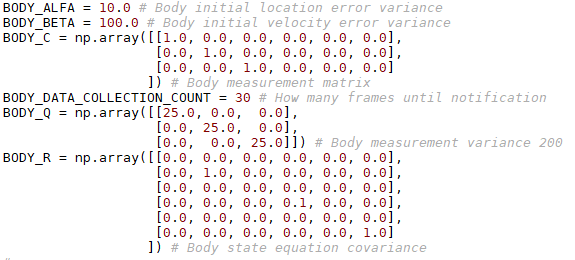 BODY_ALFA = 10.0 # Body initial location error variance
BODY_BETA = 100.0 # Body initial velocity error variance
BODY_C = np.array([[1.0, 0.0, 0.0, 0.0, 0.0, 0.0],
                   [0.0, 1.0, 0.0, 0.0, 0.0, 0.0],
                   [0.0, 0.0, 1.0, 0.0, 0.0, 0.0]
                  ]) # Body measurement matrix
BODY_DATA_COLLECTION_COUNT = 30 # How many frames until notification
BODY_Q = np.array([[25.0, 0.0,  0.0],
                   [0.0, 25.0,  0.0],
                   [0.0,  0.0, 25.0]]) # Body measurement variance 200
BODY_R = np.array([[0.0, 0.0, 0.0, 0.0, 0.0, 0.0],
                   [0.0, 1.0, 0.0, 0.0, 0.0, 0.0],
                   [0.0, 0.0, 0.0, 0.0, 0.0, 0.0],
                   [0.0, 0.0, 0.0, 0.1, 0.0, 0.0],
                   [0.0, 0.0, 0.0, 0.0, 0.0, 0.0],
                   [0.0, 0.0, 0.0, 0.0, 0.0, 1.0]
                  ]) # Body state equation covariance